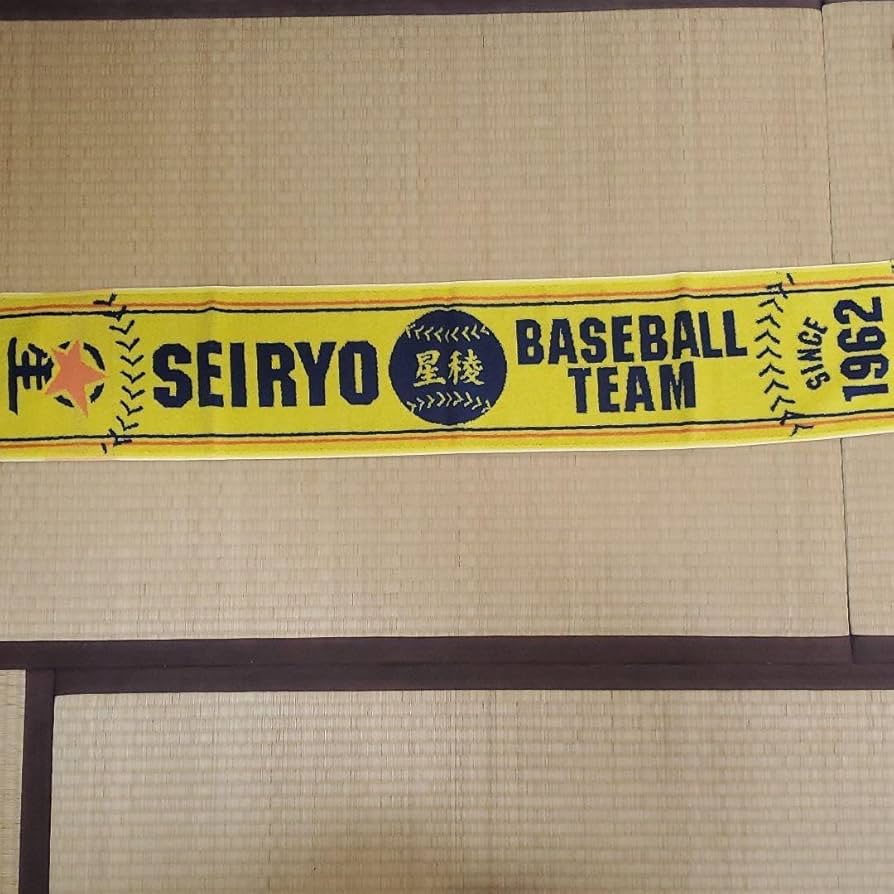 SEIRYO
星稜
BASEBALL
TEAM
SINCE
1962